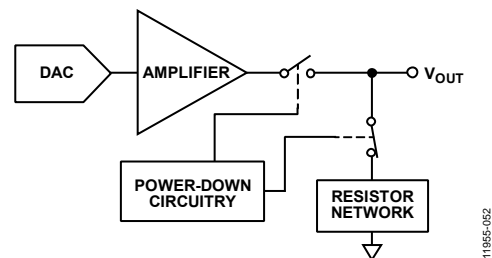 DAC
AMPLIFIER
VOUT
POWER-DOWN
CIRCUITRY
RESISTOR
NETWORK
11955-052